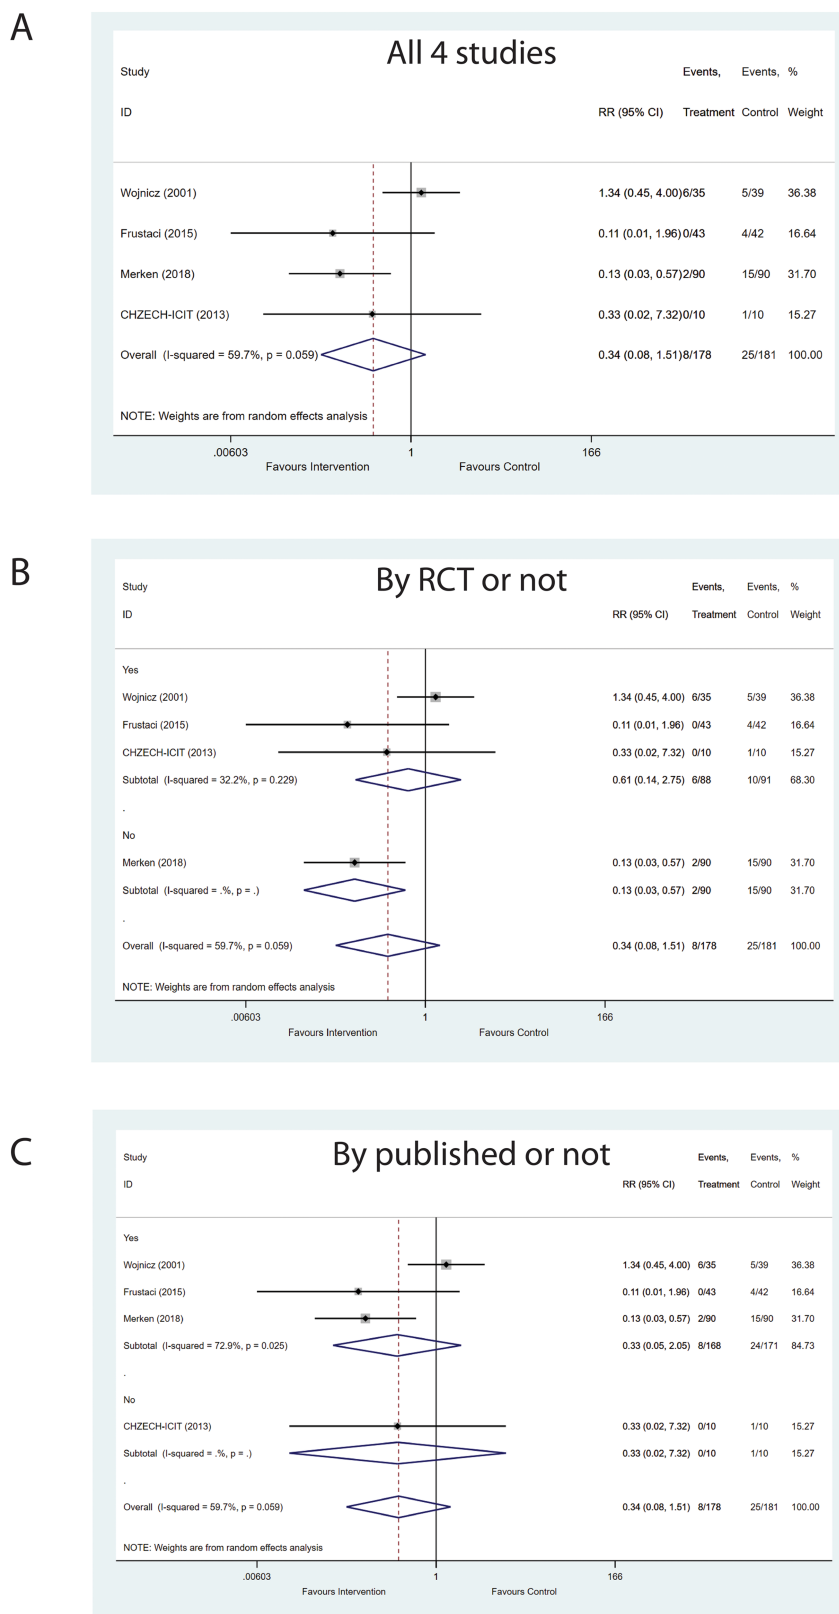 A
All 4 studies
Study Events, Events, %
ID RR (95% CI) Treatment Control Weight
Wojnicz (2001) 1.34 (0.45, 4.00) 6/35 5/39 36.38
Frustaci (2015) 0.11 (0.01, 1.96) 0/43 4/42 16.64
Merken (2018) 0.13 (0.03, 0.57) 2/90 15/90 31.70
CHZECH-ICIT (2013) 0.33 (0.02, 7.32) 0/10 1/10 15.27
Overall (I-squared = 59.7%, p = 0.059) 0.34 (0.08, 1.51) 8/178 25/181 100.00
NOTE: Weights are from random effects analysis
.00603 1 166
Favours Intervention Favours Control
B
By RCT or not
Study Events, Events, %
ID RR (95% CI) Treatment Control Weight
Yes
Wojnicz (2001) 1.34 (0.45, 4.00) 6/35 5/39 36.38
Frustaci (2015) 0.11 (0.01, 1.96) 0/43 4/42 16.64
CHZECH-ICIT (2013) 0.33 (0.02, 7.32) 0/10 1/10 15.27
Subtotal (I-squared = 32.2%, p = 0.229) 0.61 (0.14, 2.75) 6/88 10/91 68.30
.
No
Merken (2018) 0.13 (0.03, 0.57) 2/90 15/90 31.70
Subtotal (I-squared = .%, p = .) 0.13 (0.03, 0.57) 2/90 15/90 31.70
.
Overall (I-squared = 59.7%, p = 0.059) 0.34 (0.08, 1.51) 8/178 25/181 100.00
NOTE: Weights are from random effects analysis
.00603 1 166
Favours Intervention Favours Control
C
By published or not
Study Events, Events, %
ID RR (95% CI) Treatment Control Weight
Yes
Wojnicz (2001) 1.34 (0.45, 4.00) 6/35 5/39 36.38
Frustaci (2015) 0.11 (0.01, 1.96) 0/43 4/42 16.64
Merken (2018) 0.13 (0.03, 0.57) 2/90 15/90 31.70
Subtotal (I-squared = 72.9%, p = 0.025) 0.33 (0.05, 2.05) 8/168 24/171 84.73
.
No
CHZECH-ICIT (2013) 0.33 (0.02, 7.32) 0/10 1/10 15.27
Subtotal (I-squared = .%, p = .) 0.33 (0.02, 7.32) 0/10 1/10 15.27
.
Overall (I-squared = 59.7%, p = 0.059) 0.34 (0.08, 1.51) 8/178 25/181 100.00
NOTE: Weights are from random effects analysis
.00603 1 166
Favours Intervention Favours Control